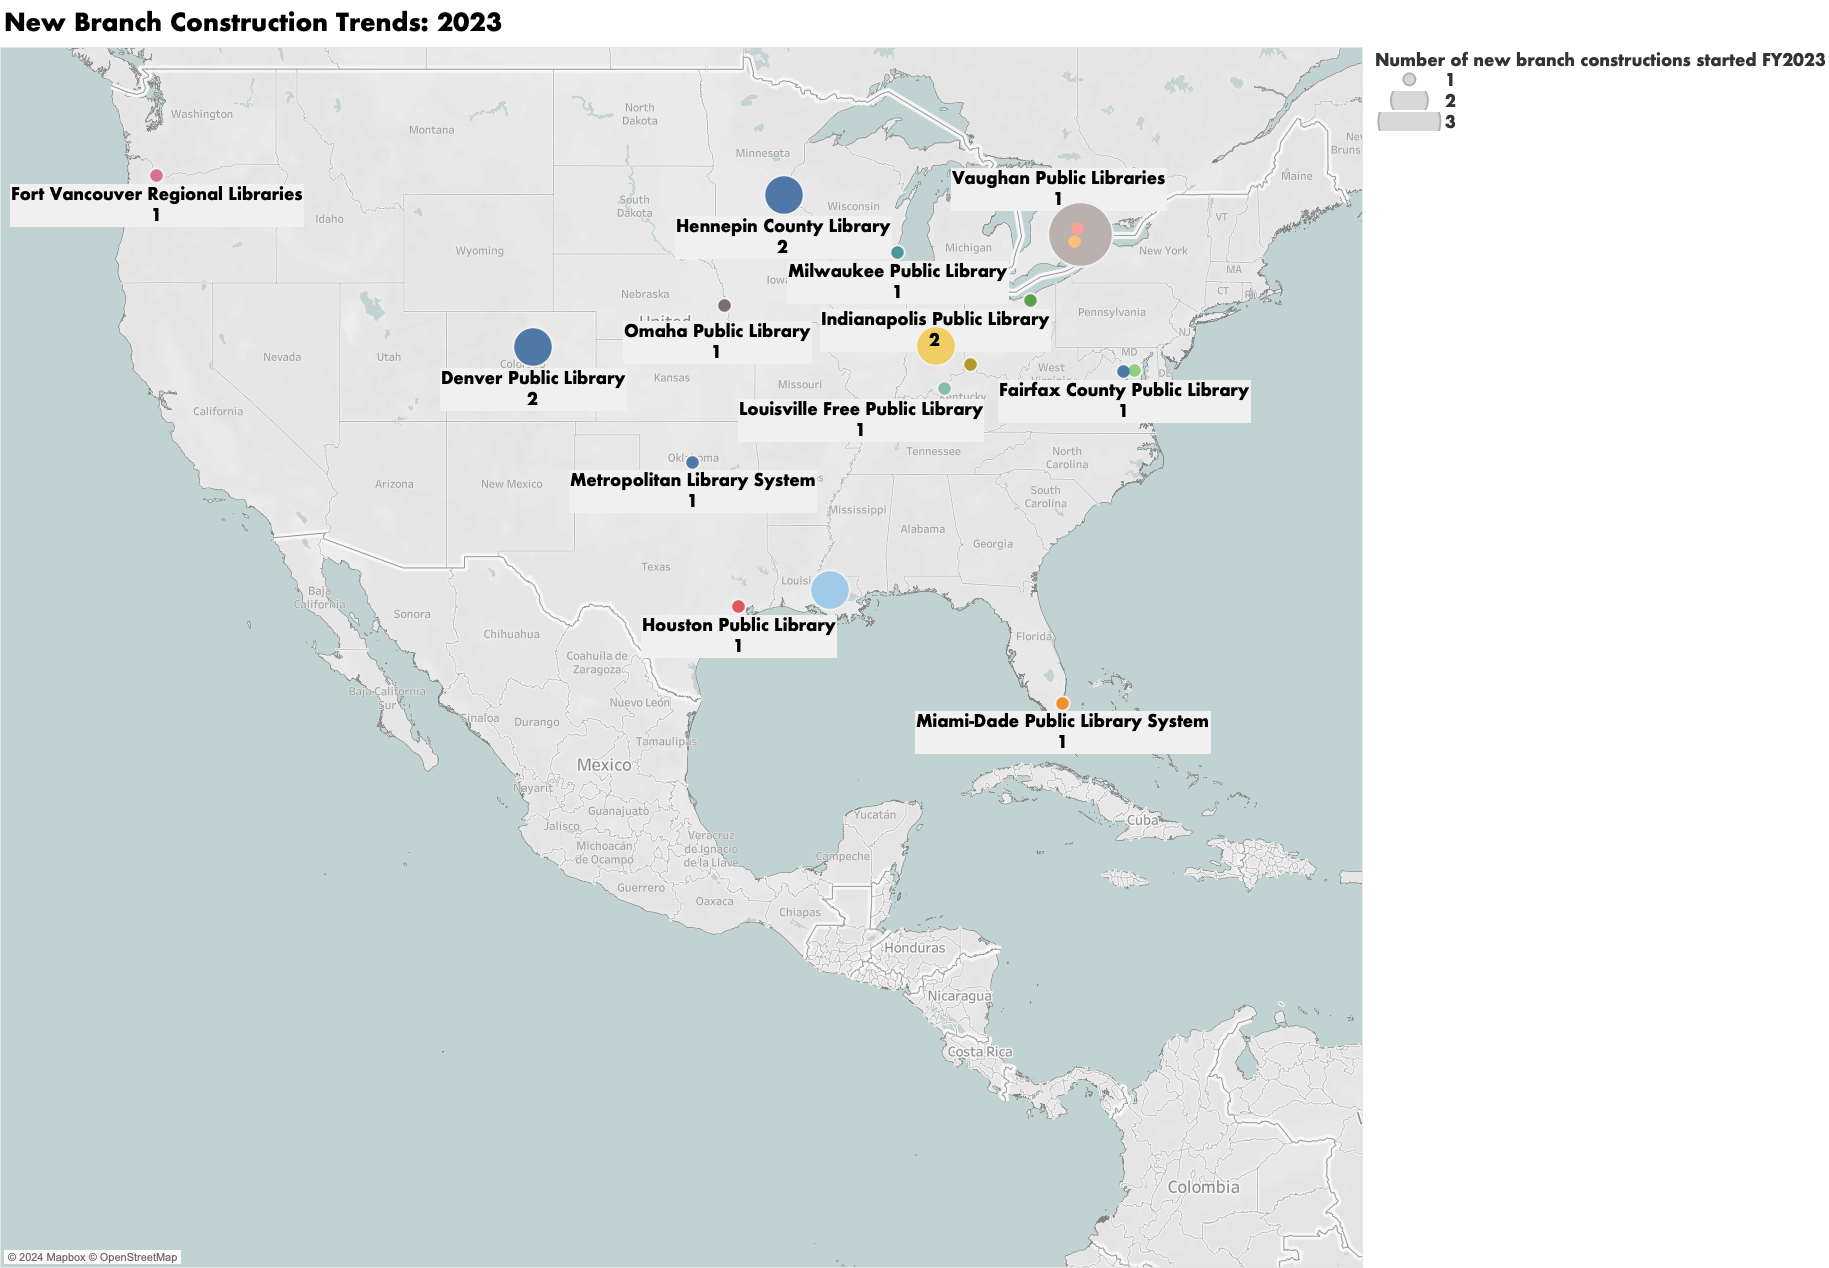 New Branch Construction Trends: 2023
Number of new branch constructions started FY2023
1
2
3
Washington
Montana
North
Dakota
Minnesota
Maine
Fort Vancouver Regional Libraries
1
Idaho
South
Dakota
Wisconsin
Hennepin County Library
2
Vaughan Public Libraries
1
Michigan
VT
New York
Wyoming
Milwaukee Public Library
1
MA
CT
RI
Nebraska
United
Omaha Public Library
1
Indianapolis Public Library
2
Pennsylvania
NJ
Nevada
Utah
Denver Public Library
2
Kansas
Missouri
West
MD
DE
Fairfax County Public Library
1
Kentucky
Louisville Free Public Library
1
California
Tennessee
North
Carolina
Arizona
New Mexico
Metropolitan Library System
1
South
Carolina
Mississippi
Alabama
Georgia
Texas
Louisi
Houston Public Library
1
Florida
Baja
California
Sonora
Chihuahua
Coahuila de
Zaragoza
Baja California
Sur
Nuevo León
Sinaloa
Durango
Tamaulipas
Miami-Dade Public Library System
1
Mexico
Nayarit
Guanajuato
Jalisco
Michoacán
de Ocampo
Veracruz
de Ignacio
de la Llave
Yucatán
Cuba
Campeche
Guerrero
Oaxaca
Chiapas
Honduras
Nicaragua
Costa Rica
Colombia
© 2024 Mapbox © OpenStreetMap